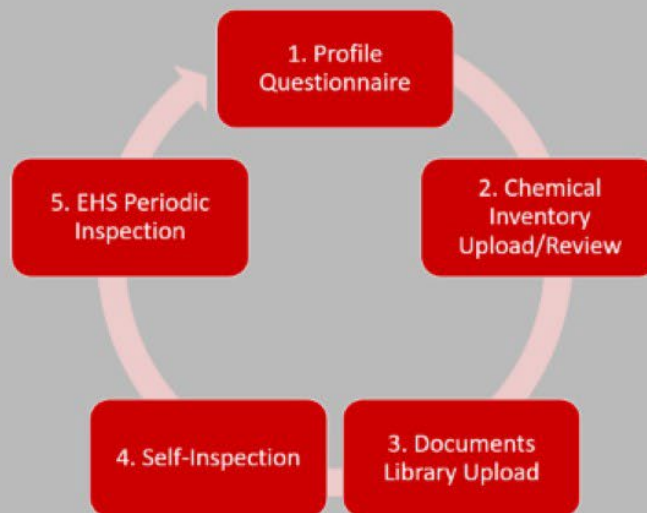 1. Profile
Questionnaire
2. Chemical
Inventory
Upload/Review
3. Documents
Library Upload
4. Self-Inspection
5. EHS Periodic
Inspection